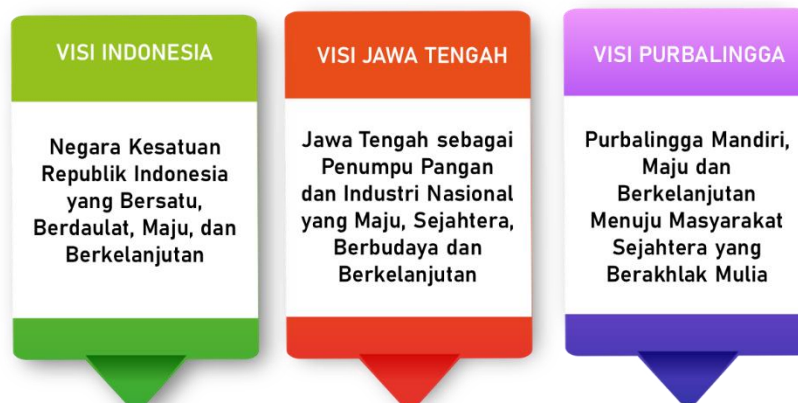 VISI INDONESIA
Negara Kesatuan
Republik Indonesia
yang Bersatu,
Berdaulat, Maju, dan
Berkelanjutan
VISI JAWA TENGAH
Jawa Tengah sebagai
Penumpu Pangan
dan Industri Nasional
yang Maju, Sejahtera,
Berbudaya dan
Berkelanjutan
VISI PURBALINGGA
Purbalingga Mandiri,
Maju dan
Berkelanjutan
Menuju Masyarakat
Sejahtera yang
Berakhlak Mulia